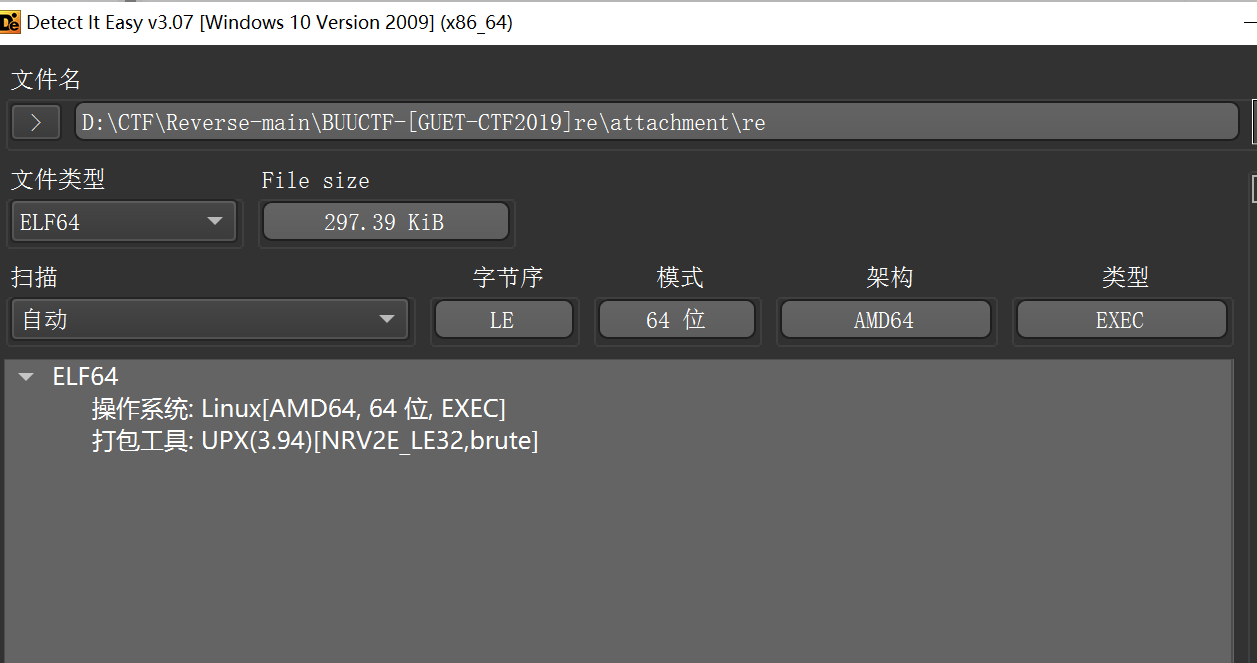 Detect It Easy v3.07 [Windows 10 Version 2009] (x86_64)
文件名
D:\CTF\Reverse-main\BUUCTF-[GUET-CTF2019]re\attachment\re
文件类型 File size
ELF64 297.39 KiB
扫描 字节序 模式 架构 类型
自动 LE 64 位 AMD64 EXEC
ELF64
操作系统: Linux[AMD64, 64 位, EXEC]
打包工具: UPX(3.94)[NRV2E_LE32,brute]